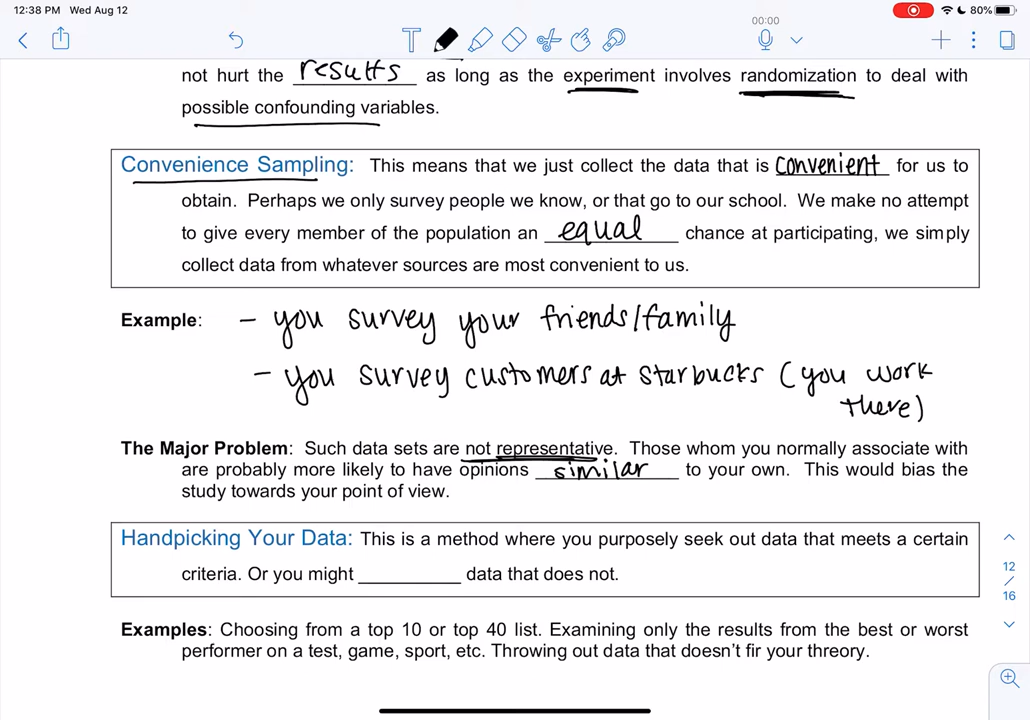 12:38 PM Wed Aug 12
80%
00:00
not hurt the results as long as the experiment involves randomization to deal with
possible confounding variables.
Convenience Sampling: This means that we just collect the data that is convenient for us to
obtain. Perhaps we only survey people we know, or that go to our school. We make no attempt
to give every member of the population an equal chance at participating, we simply
collect data from whatever sources are most convenient to us.
Example: - you survey your friends/family
- you survey customers at starbucks (you work
there)
The Major Problem: Such data sets are not representative. Those whom you normally associate with
are probably more likely to have opinions similar to your own. This would bias the
study towards your point of view.
Handpicking Your Data: This is a method where you purposely seek out data that meets a certain
criteria. Or you might __________ data that does not.
Examples: Choosing from a top 10 or top 40 list. Examining only the results from the best or worst
performer on a test, game, sport, etc. Throwing out data that doesn't fir your threory.
12
/
16